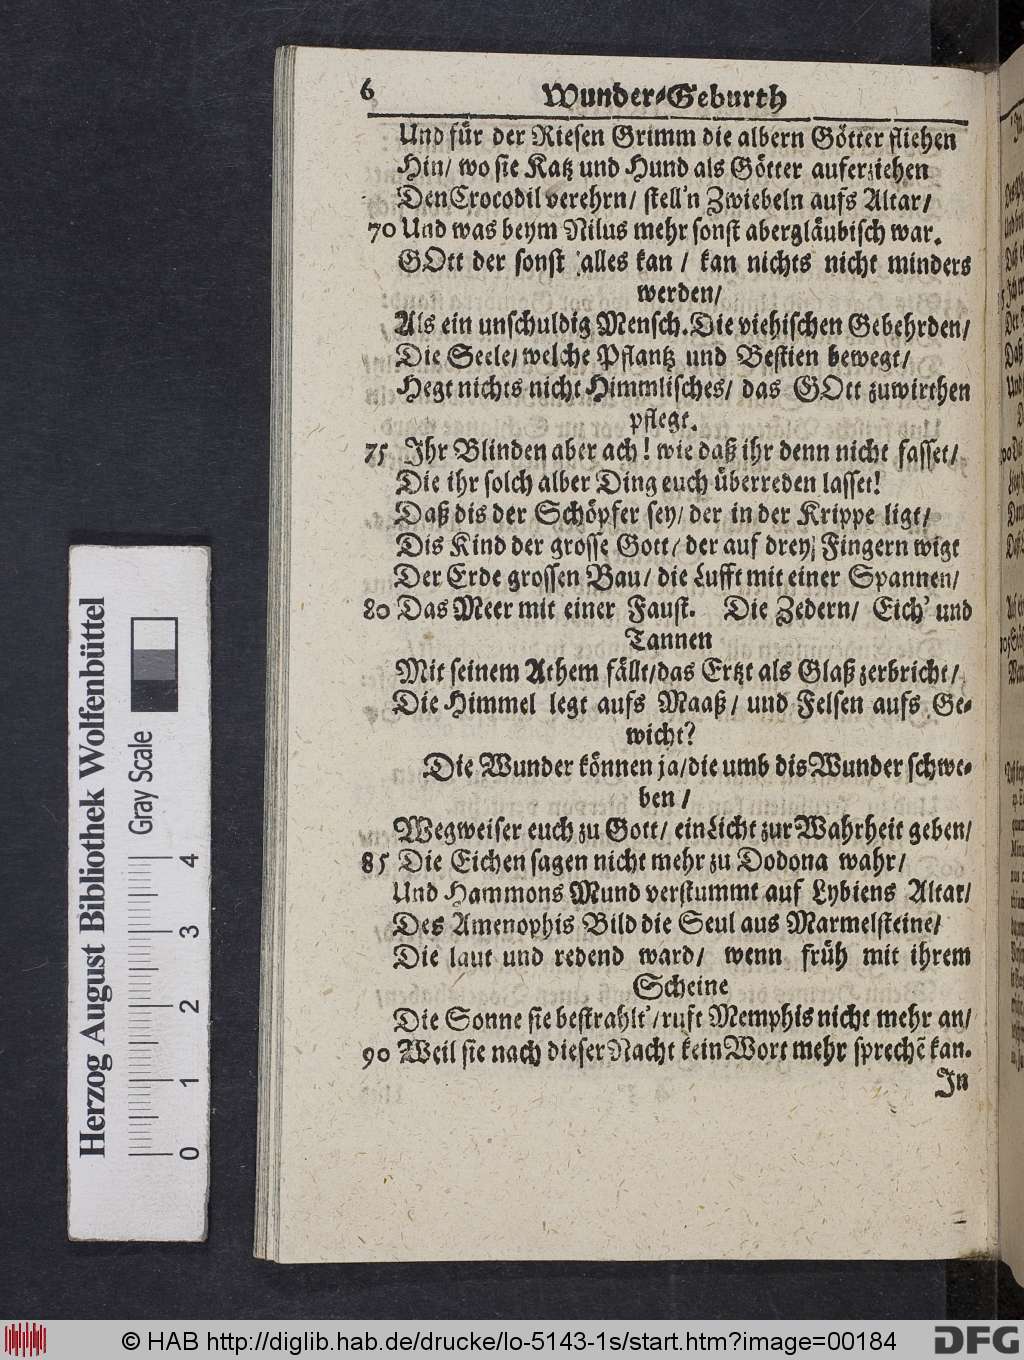 6 Wunder-Geburth
Und für der Riesen Grimm die albern Götter fliehen
Hin/ wo sie Katz und Hund als Götter auferziehen
Den Crocodil verehrn/ stell'n Zwiebeln aufs Altar/
70 Und was beym Nilus mehr sonst abergläubisch war.
GOtt der sonst alles kan / kan nichts nicht minders
werden/
Als ein unschuldig Mensch. Die viehischen Gebehrden/
Die Seele/ welche Pflantz und Bestien bewegt/
Hegt nichts nicht Himmlisches/ das GOtt zuwirthen
pflegt.
75 Ihr Blinden aber ach! wie daß ihr denn nicht fasset/
Die ihr solch alber Ding euch überreden lasset!
Daß dis der Schöpfer sey/ der in der Krippe ligt/
Dis Kind der grosse Gott/ der auf drey Fingern wigt
Der Erde grossen Bau/ die Lufft mit einer Spannen/
80 Das Meer mit einer Faust. Die Zedern/ Eich' und
Tannen
Mit seinem Athem fällt/das Ertzt als Glaß zerbricht/
Die Himmel legt aufs Maaß/ und Felsen aufs Ge-
wicht?
Die Wunder können ja/die umb dis Wunder schwe-
ben /
Wegweiser euch zu Gott/ ein Licht zur Wahrheit geben/
85 Die Eichen sagen nicht mehr zu Dodona wahr/
Und Hammons Mund verstummt auf Lybiens Altar/
Des Amenophis Bild die Seul aus Marmelsteine/
Die laut und redend ward/ wenn früh mit ihrem
Scheine
Die Sonne sie bestrahlt'/ruft Memphis nicht mehr an/
90 Weil sie nach dieser Nacht kein Wort mehr sprechẽ kan.
In
Herzog August Bibliothek Wolfenbüttel
Gray Scale
0 1 2 3 4
© HAB http://diglib.hab.de/drucke/lo-5143-1s/start.htm?image=00184
DFG